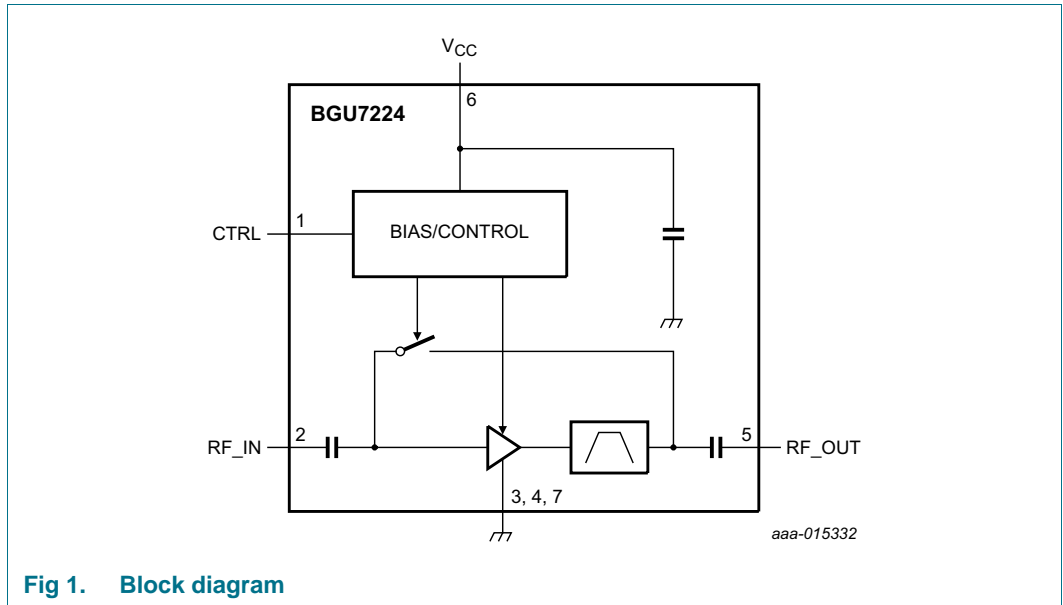 VCC
6
BGU7224
CTRL
1
BIAS/CONTROL
RF_IN
2
5
RF_OUT
3, 4, 7
aaa-015332
Fig 1. Block diagram